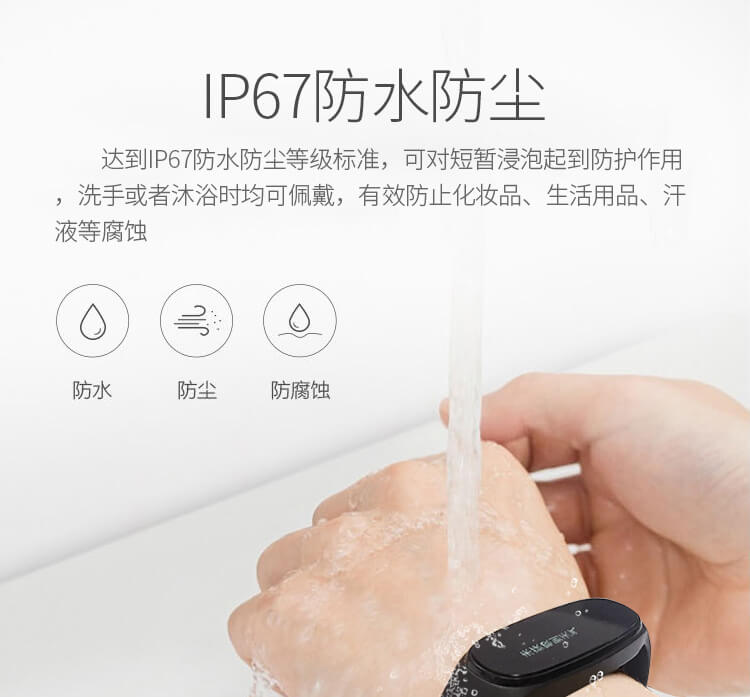 IP67防水防尘
达到IP67防水防尘等级标准，可对短暂浸泡起到防护作用
，洗手或者沐浴时均可佩戴，有效防止化妆品、生活用品、汗
液等腐蚀
防水 防尘 防腐蚀